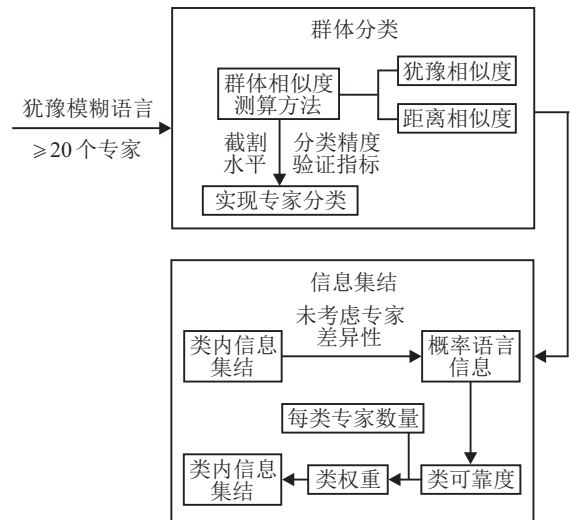 群体分类
犹豫模糊语言
≥20个专家
群体相似度
测算方法
犹豫相似度
距离相似度
截割
水平
分类精度
验证指标
实现专家分类
信息集结
未考虑专家
差异性
类内信息
集结
概率语言
信息
每类专家数量
类内信息
集结
类权重
类可靠度